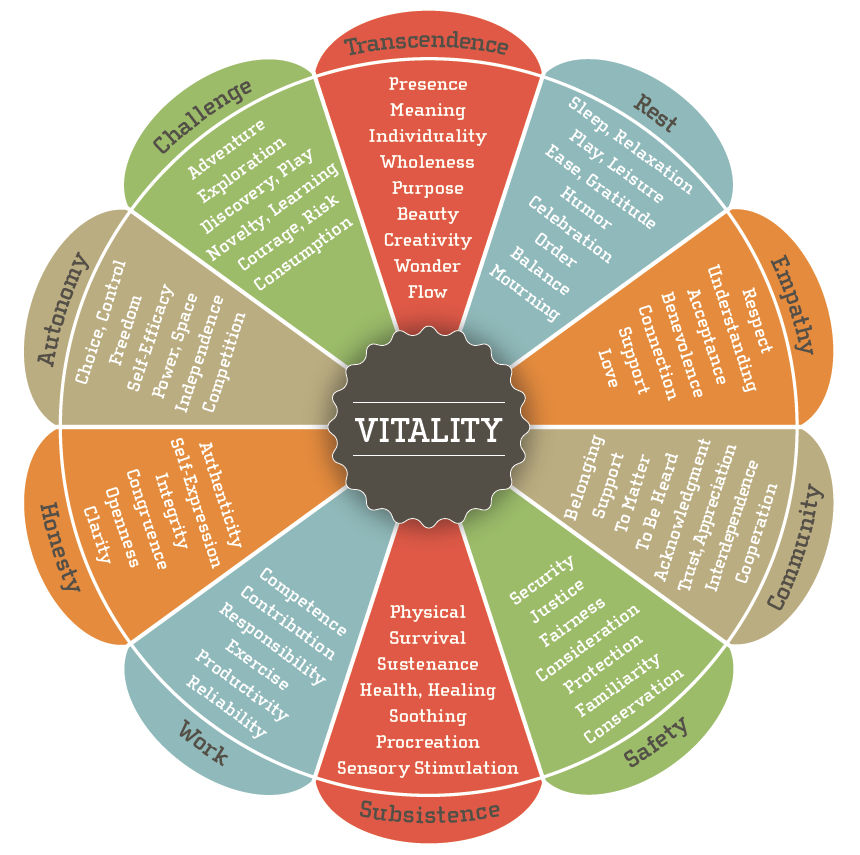 Transcendence
Presence
Meaning
Individuality
Wholeness
Purpose
Beauty
Creativity
Wonder
Flow
Rest
Sleep, Relaxation
Play, Leisure
Ease, Gratitude
Humor
Celebration
Order
Balance
Mourning
Empathy
Respect
Understanding
Acceptance
Benevolence
Connection
Support
Love
Community
Belonging
Support
To Matter
To Be Heard
Acknowledgment
Trust, Appreciation
Interdependence
Cooperation
Safety
Security
Justice
Fairness
Consideration
Protection
Familiarity
Conservation
Subsistence
Physical
Survival
Sustenance
Health, Healing
Soothing
Procreation
Sensory Stimulation
Work
Competence
Contribution
Responsibility
Exercise
Productivity
Reliability
Honesty
Authenticity
Self-Expression
Integrity
Congruence
Openness
Clarity
Autonomy
Choice, Control
Freedom
Self-Efficacy
Power, Space
Independence
Competition
Challenge
Adventure
Exploration
Discovery, Play
Novelty, Learning
Courage, Risk
Consumption
VITALITY